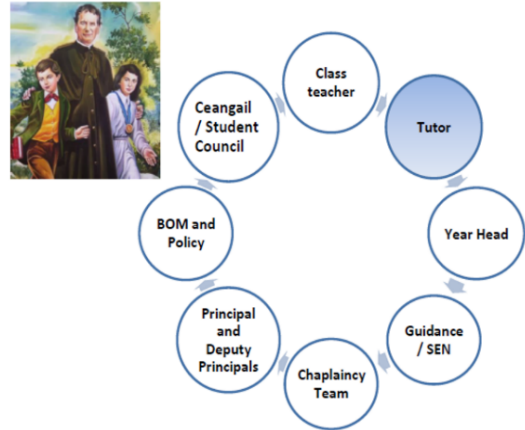 Class
teacher
Tutor
Year Head
Guidance
/ SEN
Chaplaincy
Team
Principal
and
Deputy
Principals
BOM and
Policy
Ceangail
/ Student
Council